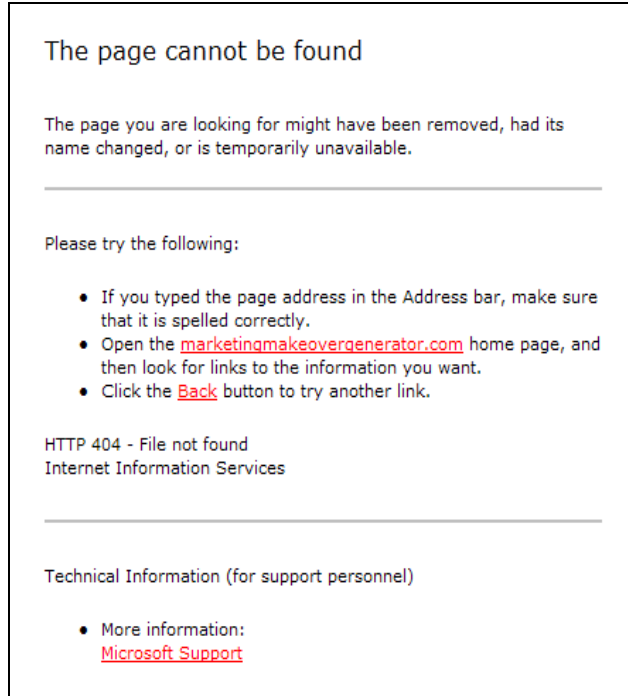 The page cannot be found
The page you are looking for might have been removed, had its
name changed, or is temporarily unavailable.
Please try the following:
● If you typed the page address in the Address bar, make sure
that it is spelled correctly.
● Open the marketingmakeovergenerator.com home page, and
then look for links to the information you want.
● Click the Back button to try another link.
HTTP 404 - File not found
Internet Information Services
Technical Information (for support personnel)
● More information:
Microsoft Support